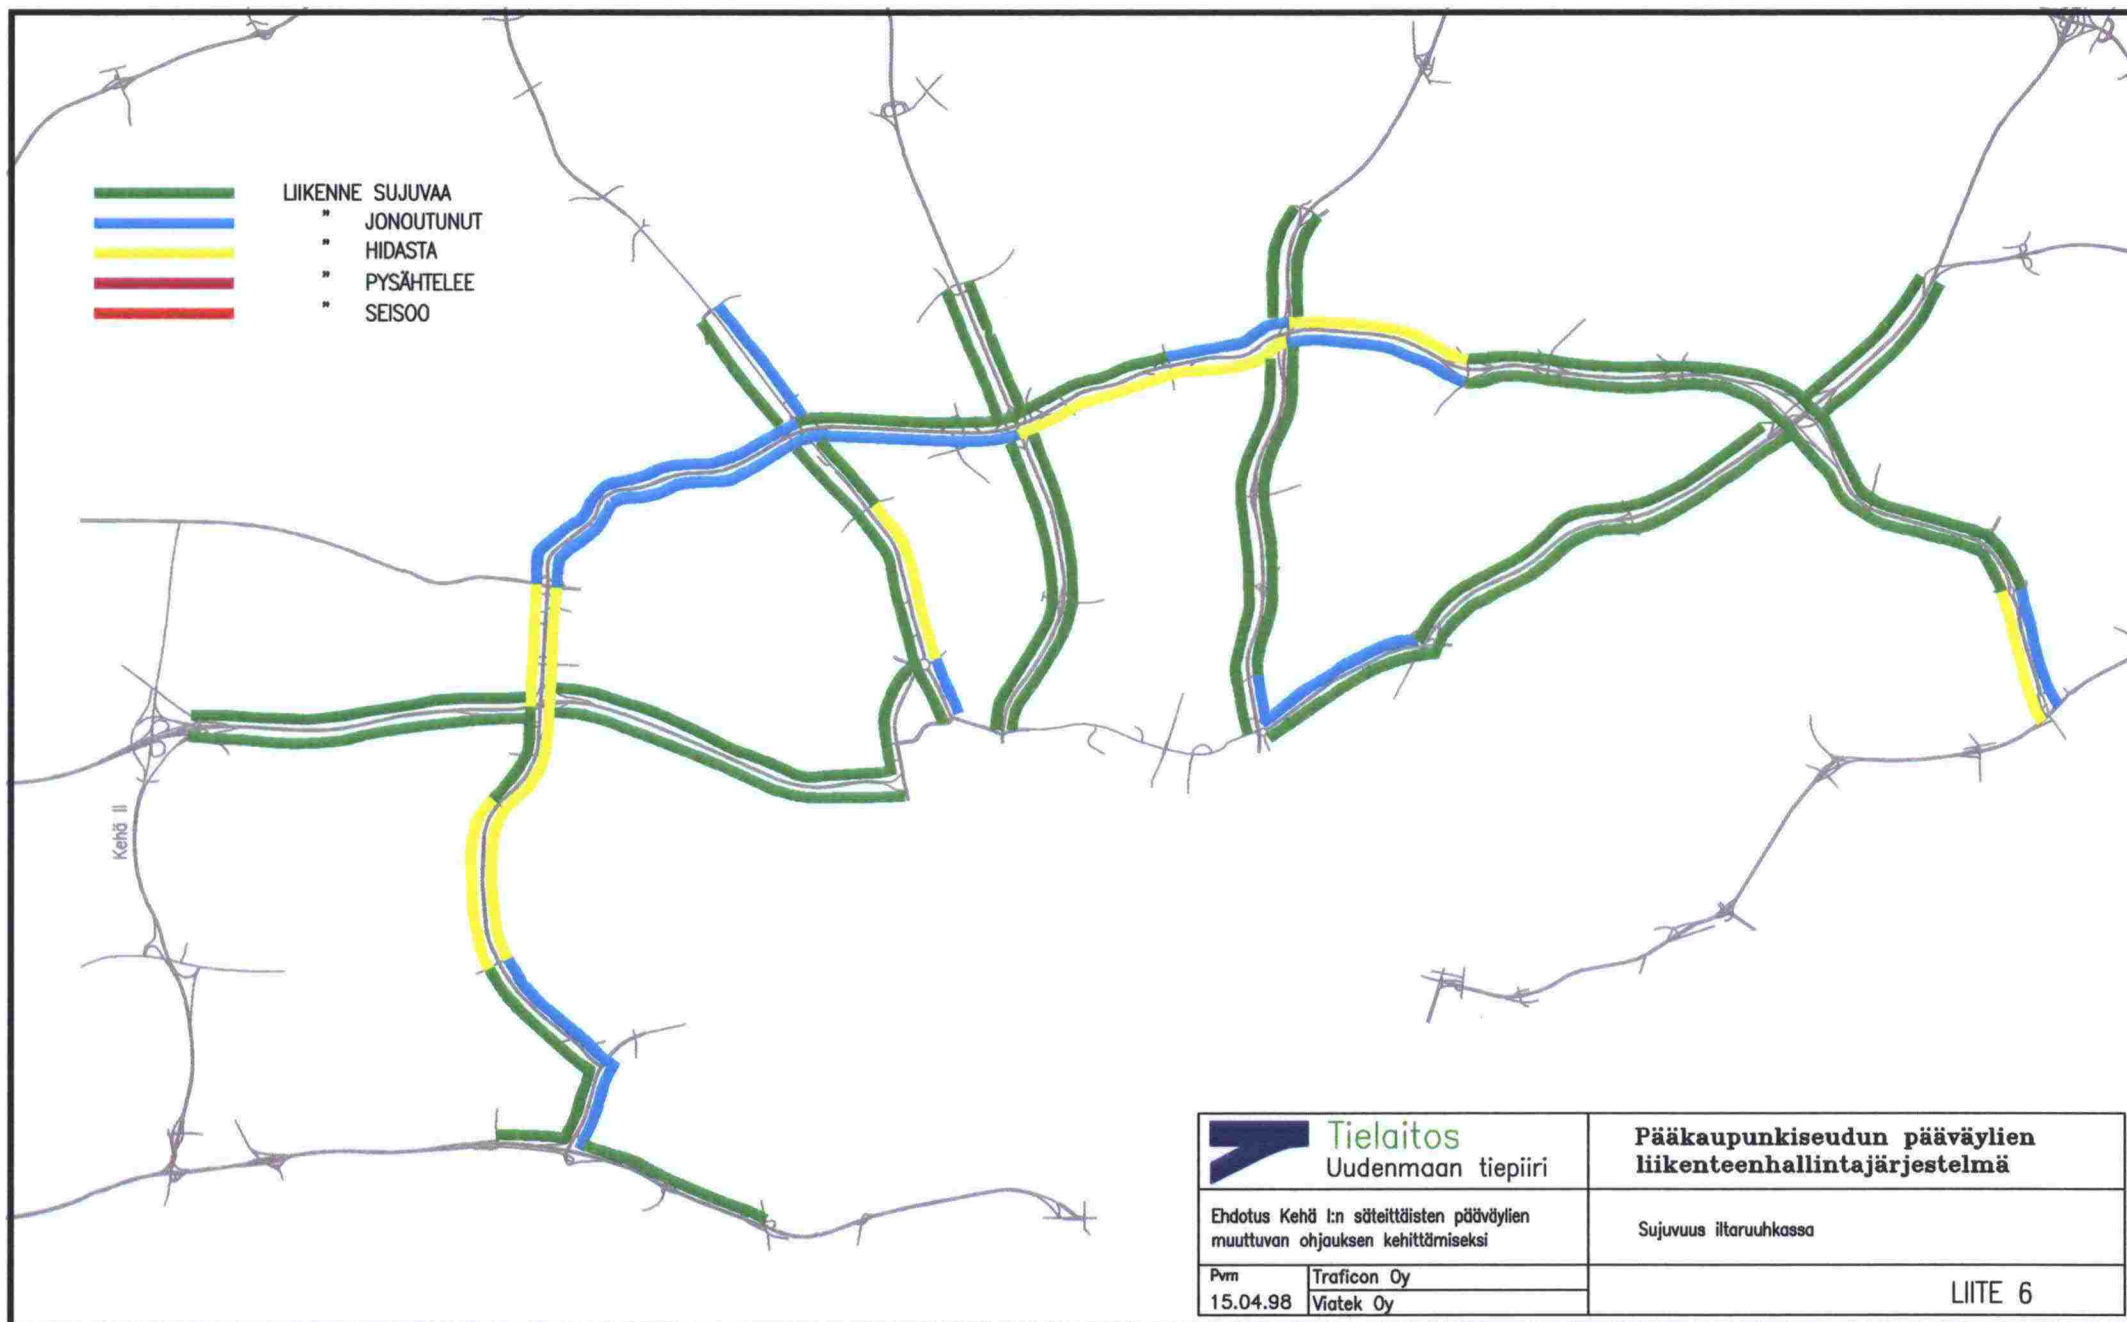 LIIKENNE SUJUVAA
" JONOUTUNUT
" HIDASTA
" PYSÄHTELEE
" SEISOO
Kehä II
Tielaitos
Uudenmaan tiepiiri
Pääkaupunkiseudun pääväylien
liikenteenhallintajärjestelmä
Ehdotus Kehä I:n säteittäisten pääväylien
muuttuvan ohjauksen kehittämiseksi
Sujuvuus iltaruuhkassa
Pvm
15.04.98
Traficon Oy
Viatek Oy
LIITE 6